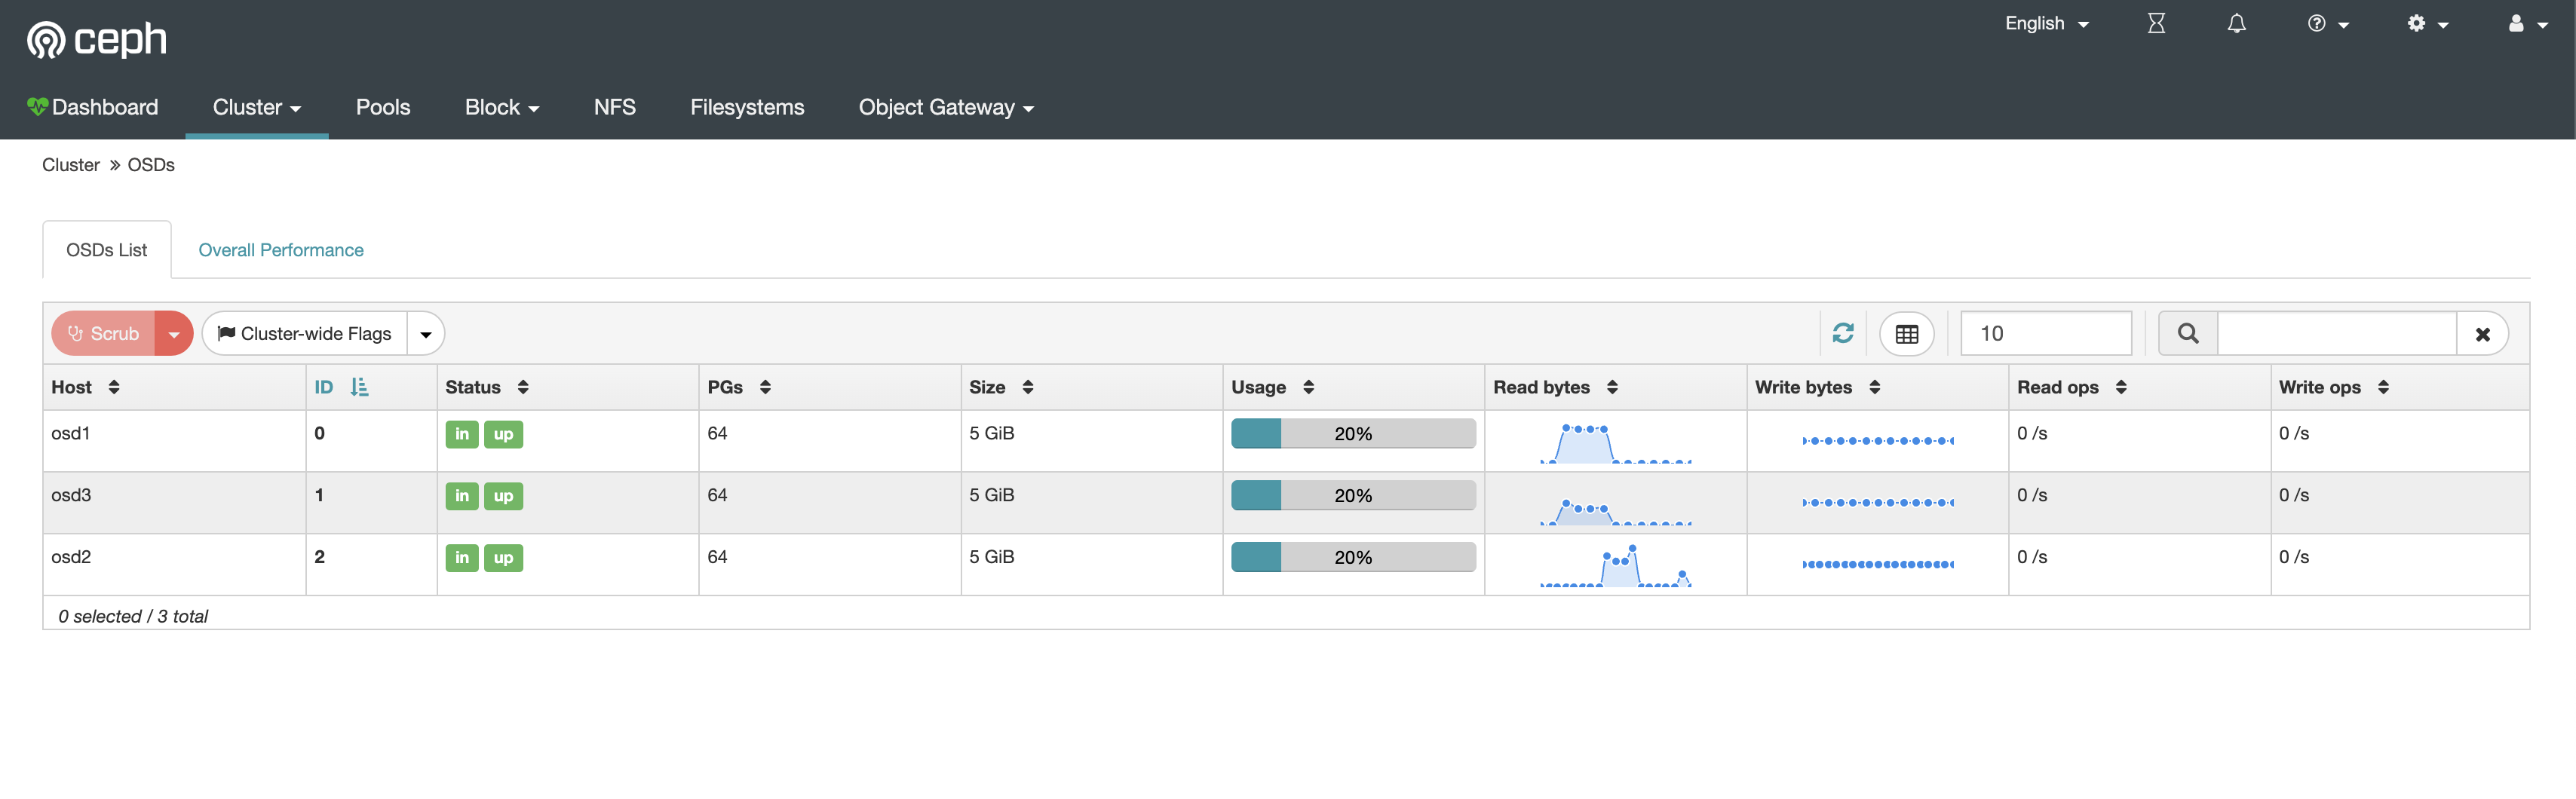 ceph
English
Dashboard Cluster Pools Block NFS Filesystems Object Gateway
Cluster » OSDs
OSDs List Overall Performance
Scrub Cluster-wide Flags 10
Host ID Status PGs Size Usage Read bytes Write bytes Read ops Write ops
osd1 0 in up 64 5 GiB 20% 0 /s 0 /s
osd3 1 in up 64 5 GiB 20% 0 /s 0 /s
osd2 2 in up 64 5 GiB 20% 0 /s 0 /s
0 selected / 3 total